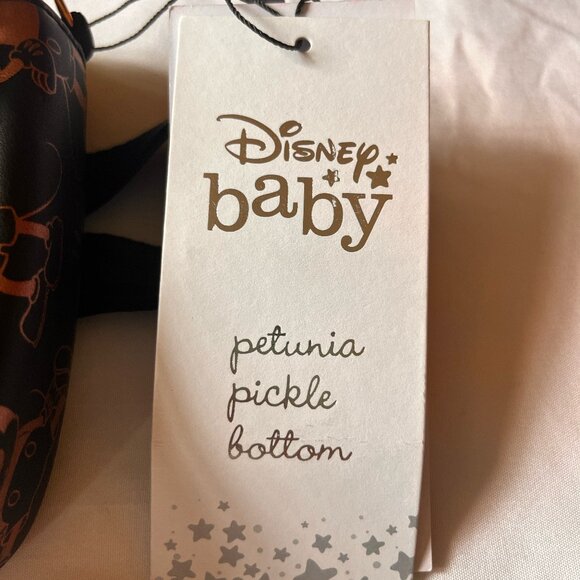 Disney
baby
petunia
pickle
bottom